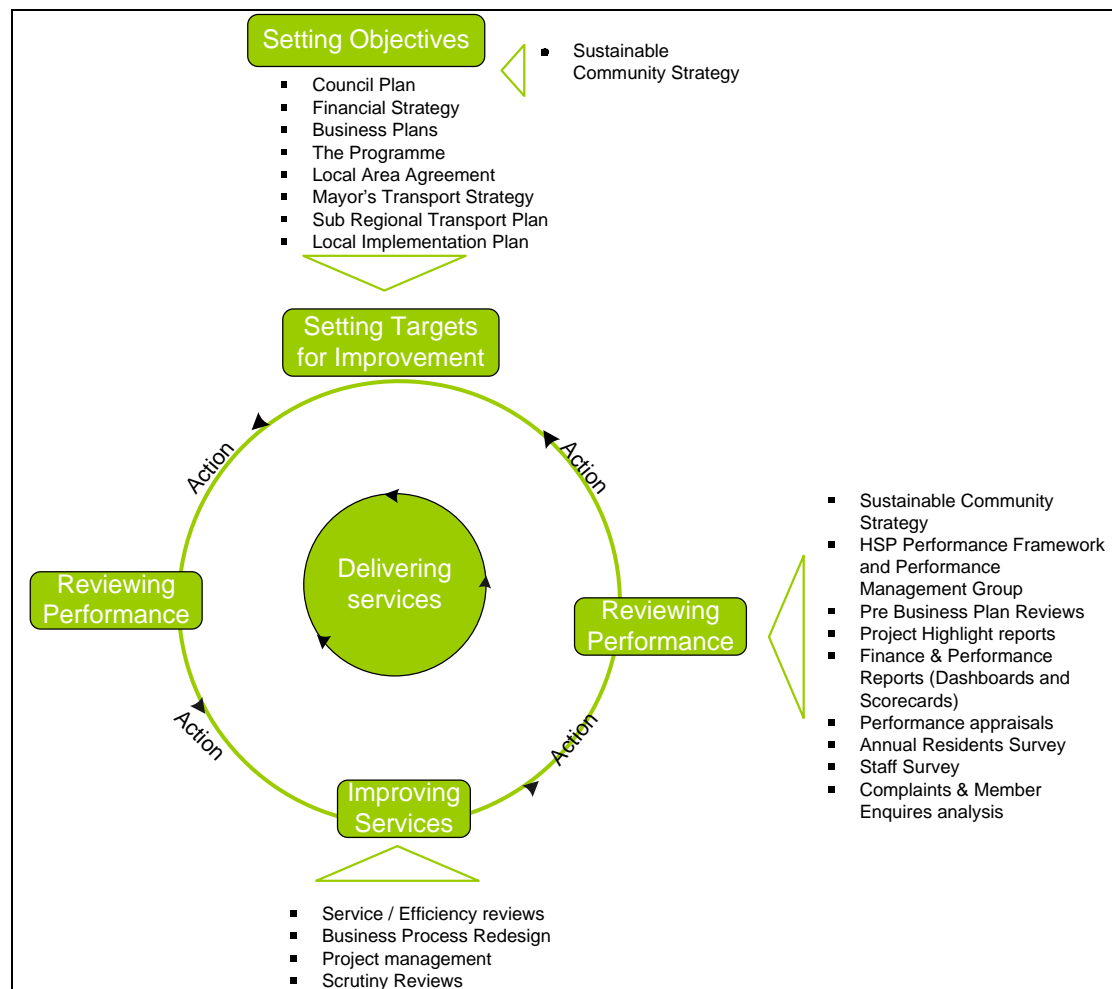 Setting Objectives
▪ Council Plan
▪ Financial Strategy
▪ Business Plans
▪ The Programme
▪ Local Area Agreement
▪ Mayor's Transport Strategy
▪ Sub Regional Transport Plan
▪ Local Implementation Plan
• Sustainable
Community Strategy
Setting Targets
for Improvement
Action
Action
Reviewing
Performance
Delivering
services
Reviewing
Performance
▪ Sustainable Community
Strategy
▪ HSP Performance Framework
and Performance
Management Group
▪ Pre Business Plan Reviews
▪ Project Highlight reports
▪ Finance & Performance
Reports (Dashboards and
Scorecards)
▪ Performance appraisals
▪ Annual Residents Survey
▪ Staff Survey
▪ Complaints & Member
Enquires analysis
Action
Action
Improving
Services
▪ Service / Efficiency reviews
▪ Business Process Redesign
▪ Project management
▪ Scrutiny Reviews